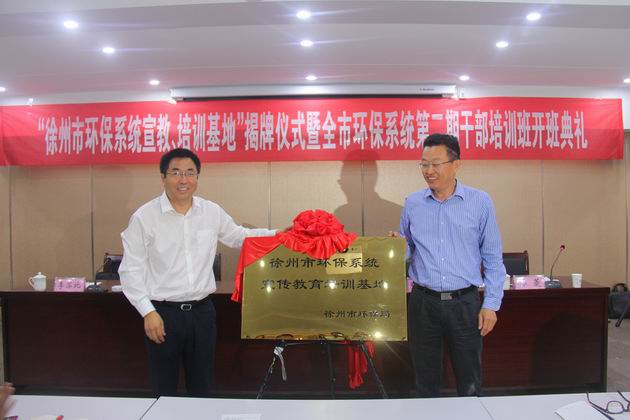 “徐州市环保系统宣教 培训基地”揭牌仪式暨全市环保系统第二期干部培训班开班典礼
徐州市环保系统
宣传教育培训基地
徐州市环保局